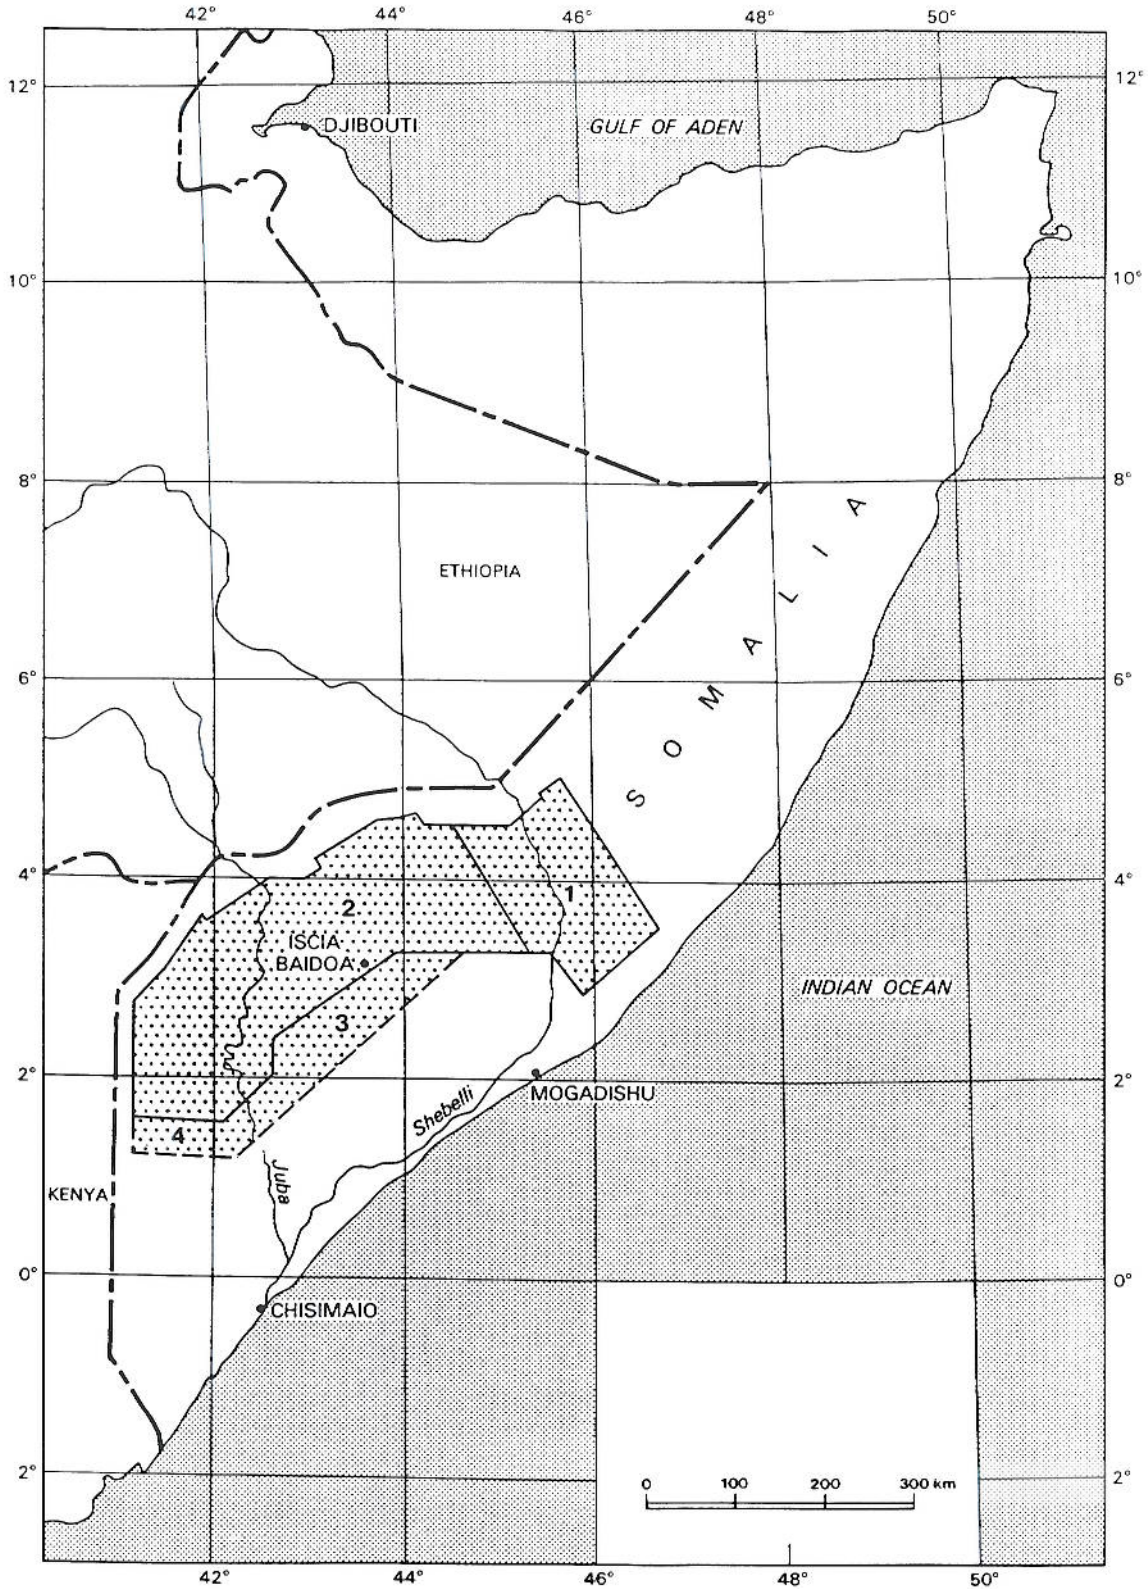 42° 44° 46° 48° 50°
12° 12°
DJIBOUTI
GULF OF ADEN
10° 10°
8° 8°
ETHIOPIA
SOMALIA
6° 6°
4° 4°
1
2
ISCIA
BAIDOA
INDIAN OCEAN
3
2° 2°
MOGADISHU
Shebelli
4
Juba
KENYA
0° 0°
CHISIMAIO
2° 2°
0 100 200 300 km
42° 44° 46° 48° 50°